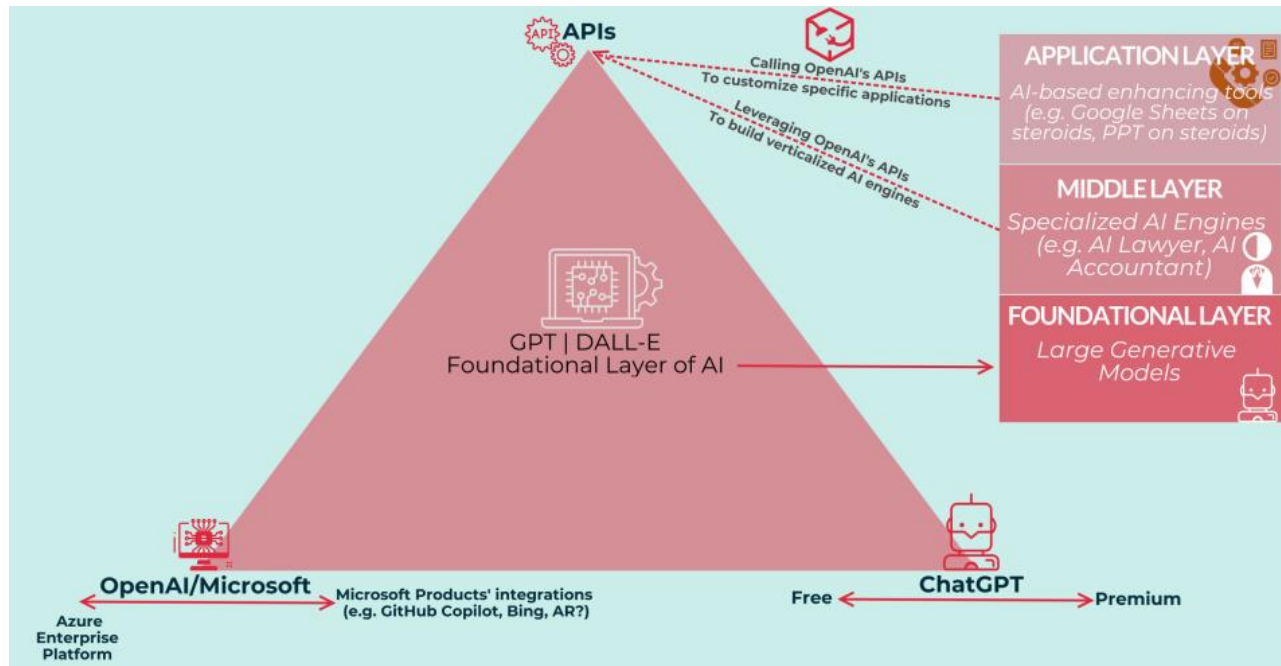 API
APIs
Calling OpenAI's APIs
To customize specific applications
Leveraging OpenAI's APIs
To build verticalized AI engines
APPLICATION LAYER
AI-based enhancing tools
(e.g. Google Sheets on
steroids, PPT on steroids)
MIDDLE LAYER
Specialized AI Engines
(e.g. AI Lawyer, AI
Accountant)
FOUNDATIONAL LAYER
Large Generative
Models
GPT | DALL-E
Foundational Layer of AI
OpenAI/Microsoft
Azure
Enterprise
Platform
Microsoft Products' integrations
(e.g. GitHub Copilot, Bing, AR?)
ChatGPT
Free
Premium